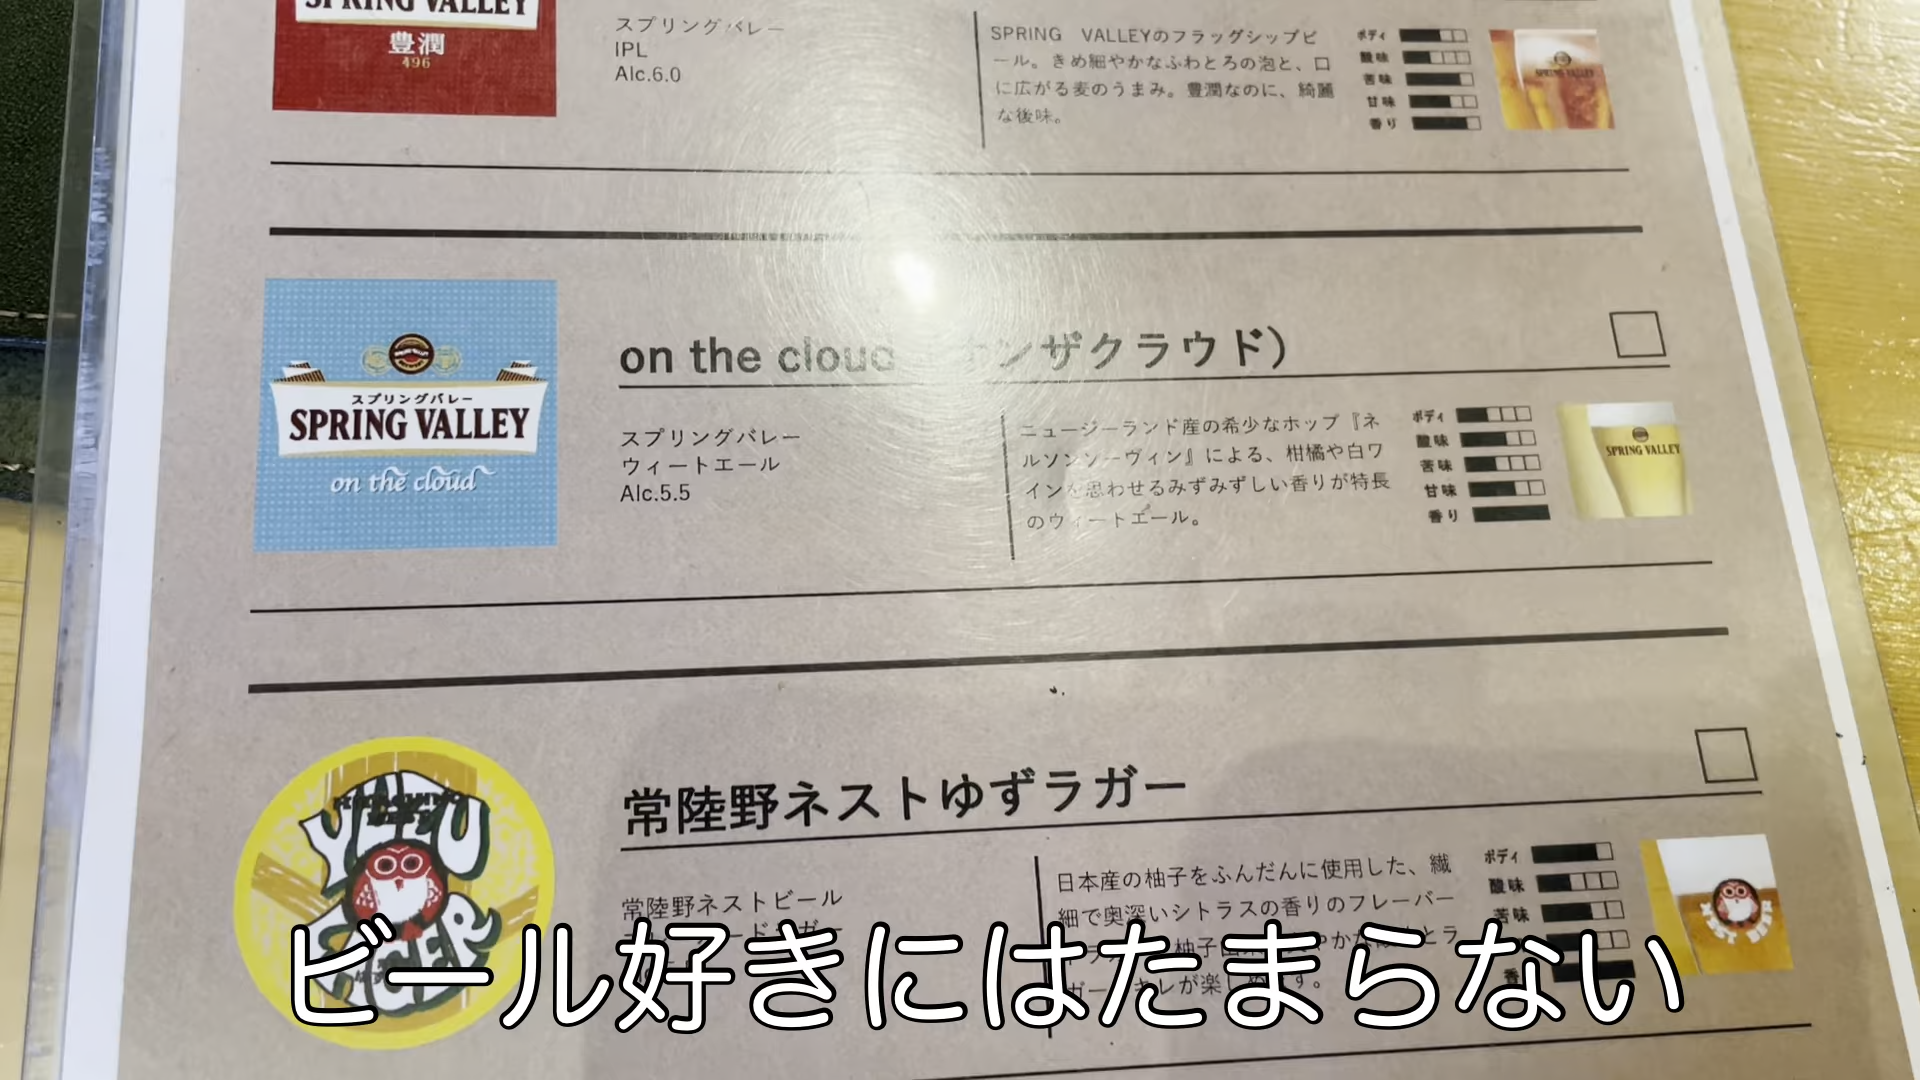 SPRING VALLEY
豊潤
496
スプリングバレー
IPL
Alc.6.0
SPRING VALLEYのフラッグシップビ
ール。きめ細やかなふわとろの泡と、口
に広がる麦のうまみ。豊潤なのに、綺麗
な後味。
ボディ
酸味
苦味
甘味
香り
SPRING VALLEY
on the cloud
ンザクラウド）
スプリングバレー
SPRING VALLEY
on the cloud
スプリングバレー
ウィートエール
Alc.5.5
ニュージーランド産の希少なホップ『ネ
ルソンソーヴィン』による、柑橘や白ワ
インを思わせるみずみずしい香りが特長
のウィートエール。
ボディ
酸味
苦味
甘味
香り
SPRING VALLEY
常陸野ネストゆずラガー
YUZU
LAGER
常陸野ネストビール
日本産の柚子をふんだんに使用した、繊
細で奥深いシトラスの香りのフレーバー
ボディ
酸味
苦味
香
NEST BEER
ビール好きにはたまらない